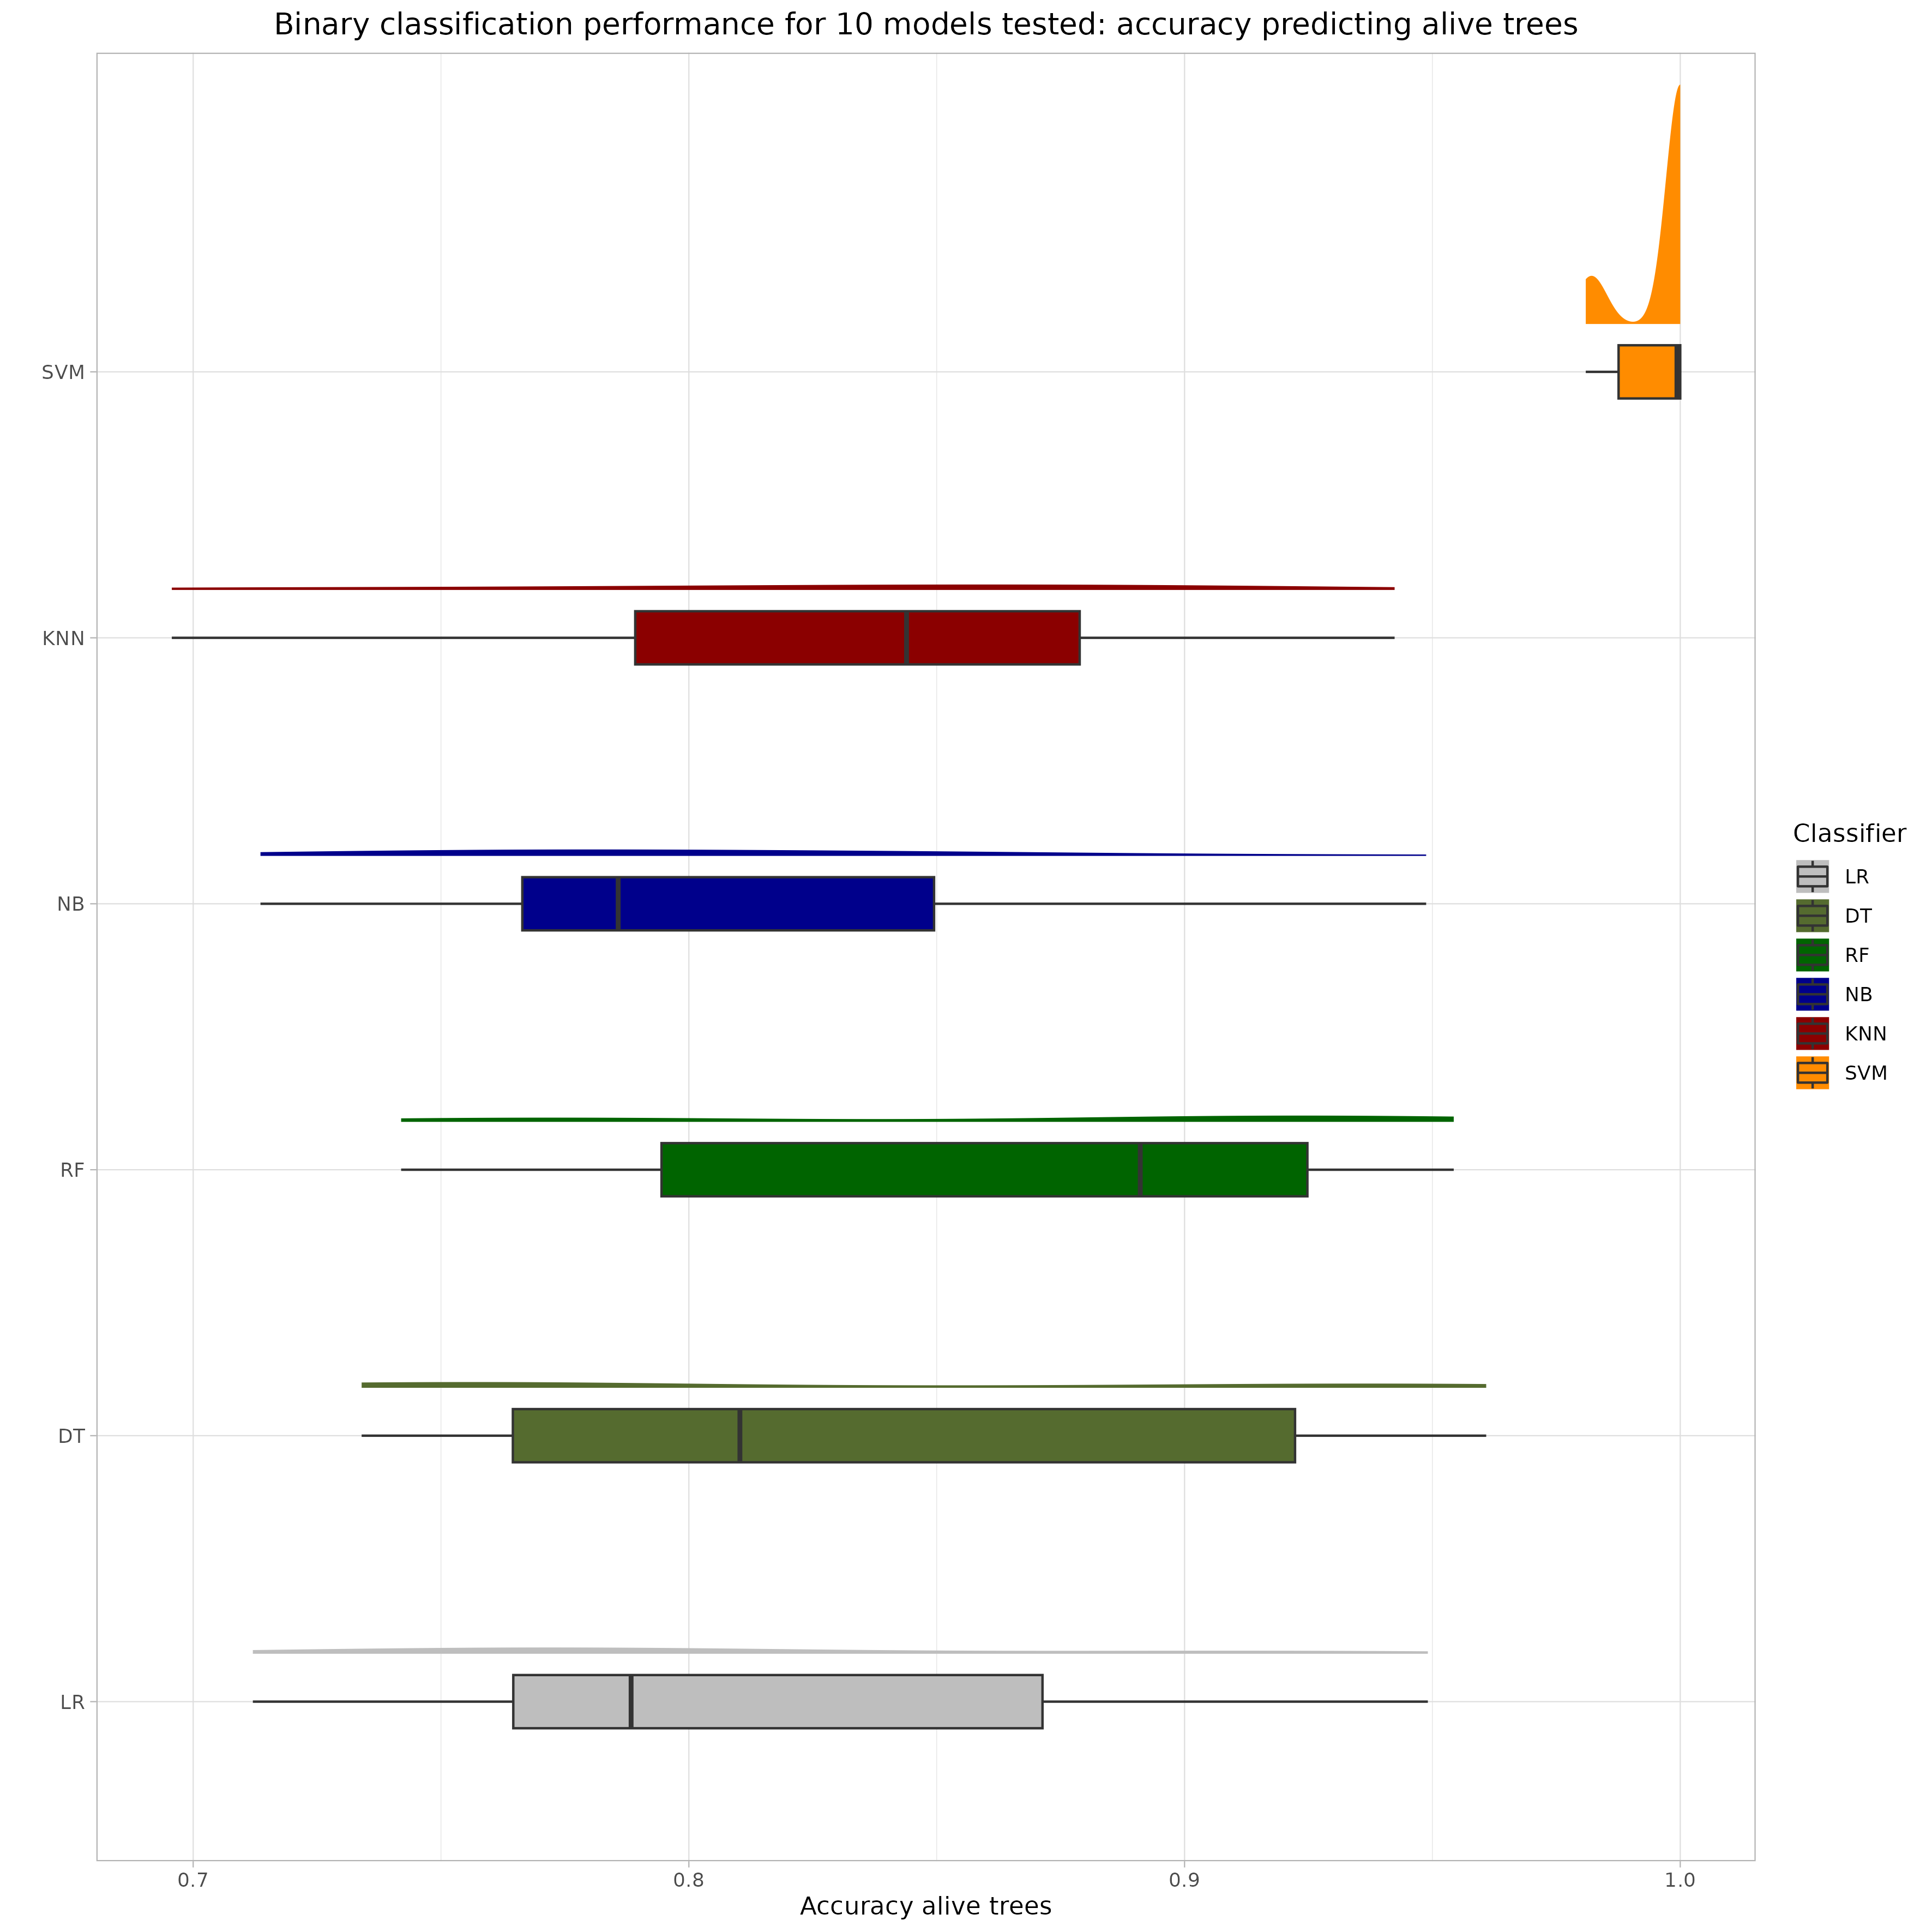 Binary classification performance for 10 models tested: accuracy predicting alive trees
SVM
KNN
NB
RF
DT
LR
0.7 0.8 0.9 1.0
Accuracy alive trees
Classifier
LR
DT
RF
NB
KNN
SVM